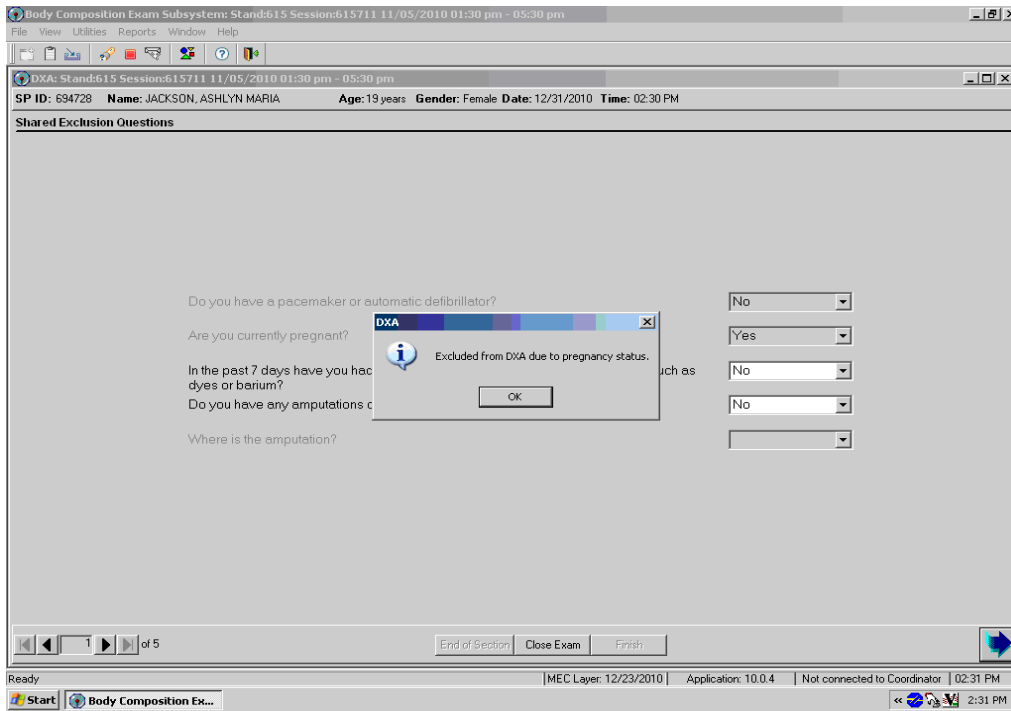 Body Composition Exam Subsystem: Stand:615 Session:615711 11/05/2010 01:30 pm - 05:30 pm
File View Utilities Reports Window Help
DXA: Stand:615 Session:615711 11/05/2010 01:30 pm - 05:30 pm
SP ID: 694728 Name: JACKSON, ASHLYN MARIA Age: 19 years Gender: Female Date: 12/31/2010 Time: 02:30 PM
Shared Exclusion Questions
Do you have a pacemaker or automatic defibrillator? No
Are you currently pregnant? Yes
DXA
Excluded from DXA due to pregnancy status.
OK
In the past 7 days have you had uch as No
dyes or barium?
Do you have any amputations No
Where is the amputation?
1 of 5 End of Section Close Exam Finish
Ready MEC Layer: 12/23/2010 Application: 10.0.4 Not connected to Coordinator 02:31 PM
Start Body Composition Ex... « 2:31 PM